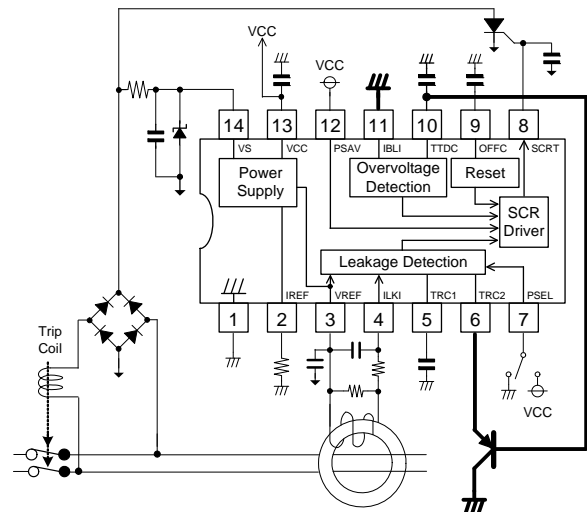 VCC
VCC
14 13 12 11 10 9 8
VS VCC PSAV IBLI TTDC OFFC SCRT
Power
Supply
Overvoltage
Detection
Reset
SCR
Driver
Leakage Detection
IREF VREF ILKI TRC1 TRC2 PSEL
1 2 3 4 5 6 7
Trip
Coil
VCC